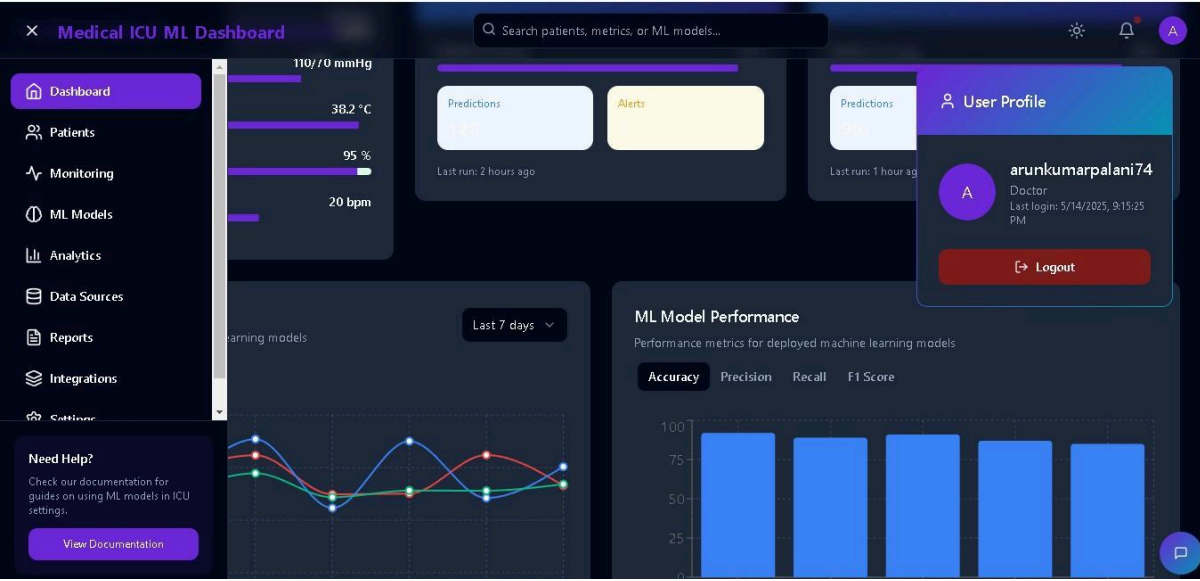 Medical ICU ML Dashboard
Search patients, metrics, or ML models...
A
Dashboard
Patients
Monitoring
ML Models
Analytics
Data Sources
Reports
Integrations
Settings
Need Help?
Check our documentation for
guides on using ML models in ICU
settings.
View Documentation
110/70 mmHg
38.2 °C
95 %
20 bpm
Predictions
Alerts
Last run: 2 hours ago
Predictions
Last run: 1 hour ag
User Profile
A
arunkumarpalani74
Doctor
Last login: 5/14/2025, 9:15:25
PM
Logout
Last 7 days
earning models
ML Model Performance
Performance metrics for deployed machine learning models
Accuracy Precision Recall F1 Score
100
75
50
25
0